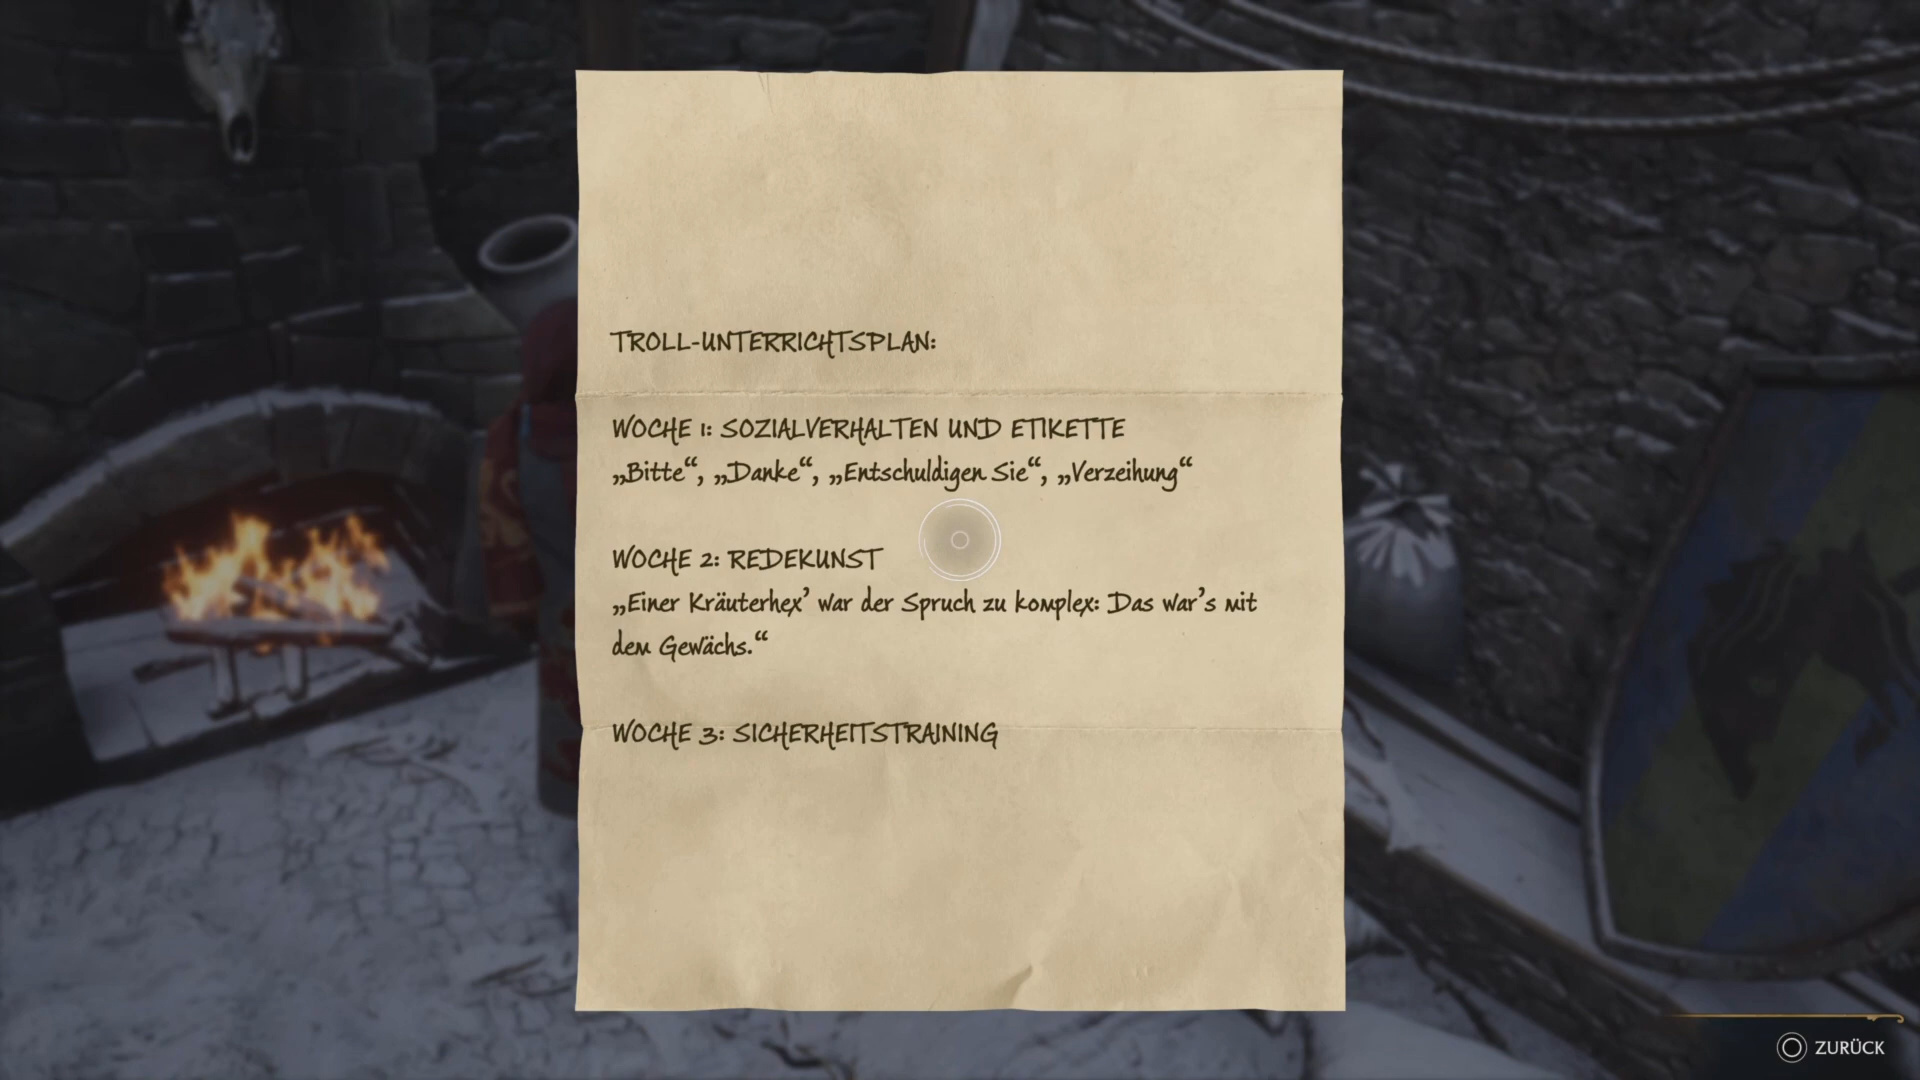 TROLL-UNTERRICHTSPLAN:
WOCHE 1: SOZIALVERHALTEN UND ETIKETTE
„Bitte“, „Danke“, „Entschuldigen Sie“, „Verzeihung“
WOCHE 2: REDEKUNST
„Einer Kräuterhex’ war der Spruch zu komplex: Das war’s mit
dem Gewächs.“
WOCHE 3: SICHERHEITSTRAINING
ZURÜCK